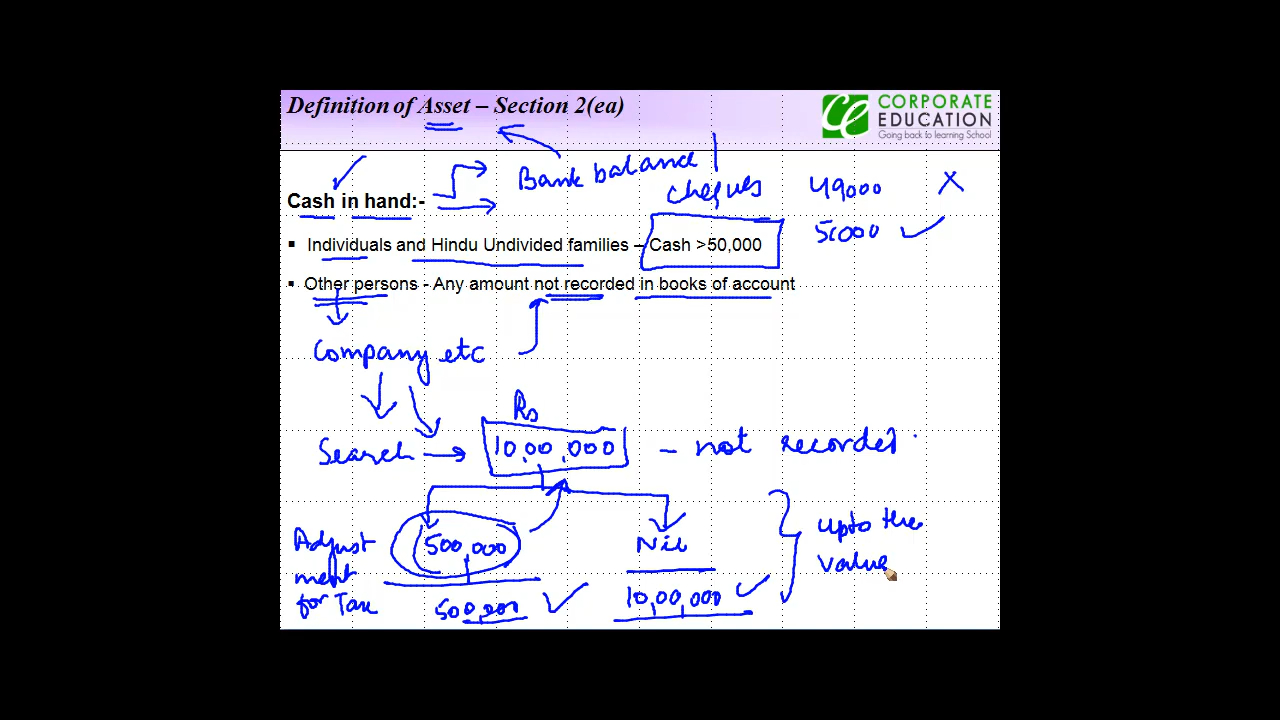 Definition of Asset – Section 2(ea)
CORPORATE
EDUCATION
Going back to learning School
Bank balance
cheques
49000
Cash in hand:-
51000
Individuals and Hindu Undivided families – Cash >50,000
Other persons - Any amount not recorded in books of account
Company etc
Rs
Search → 10,00,000 – not recorded
Adjust
ment
for Tax
500,000
Nil
upto the
value
500,000
10,00,000